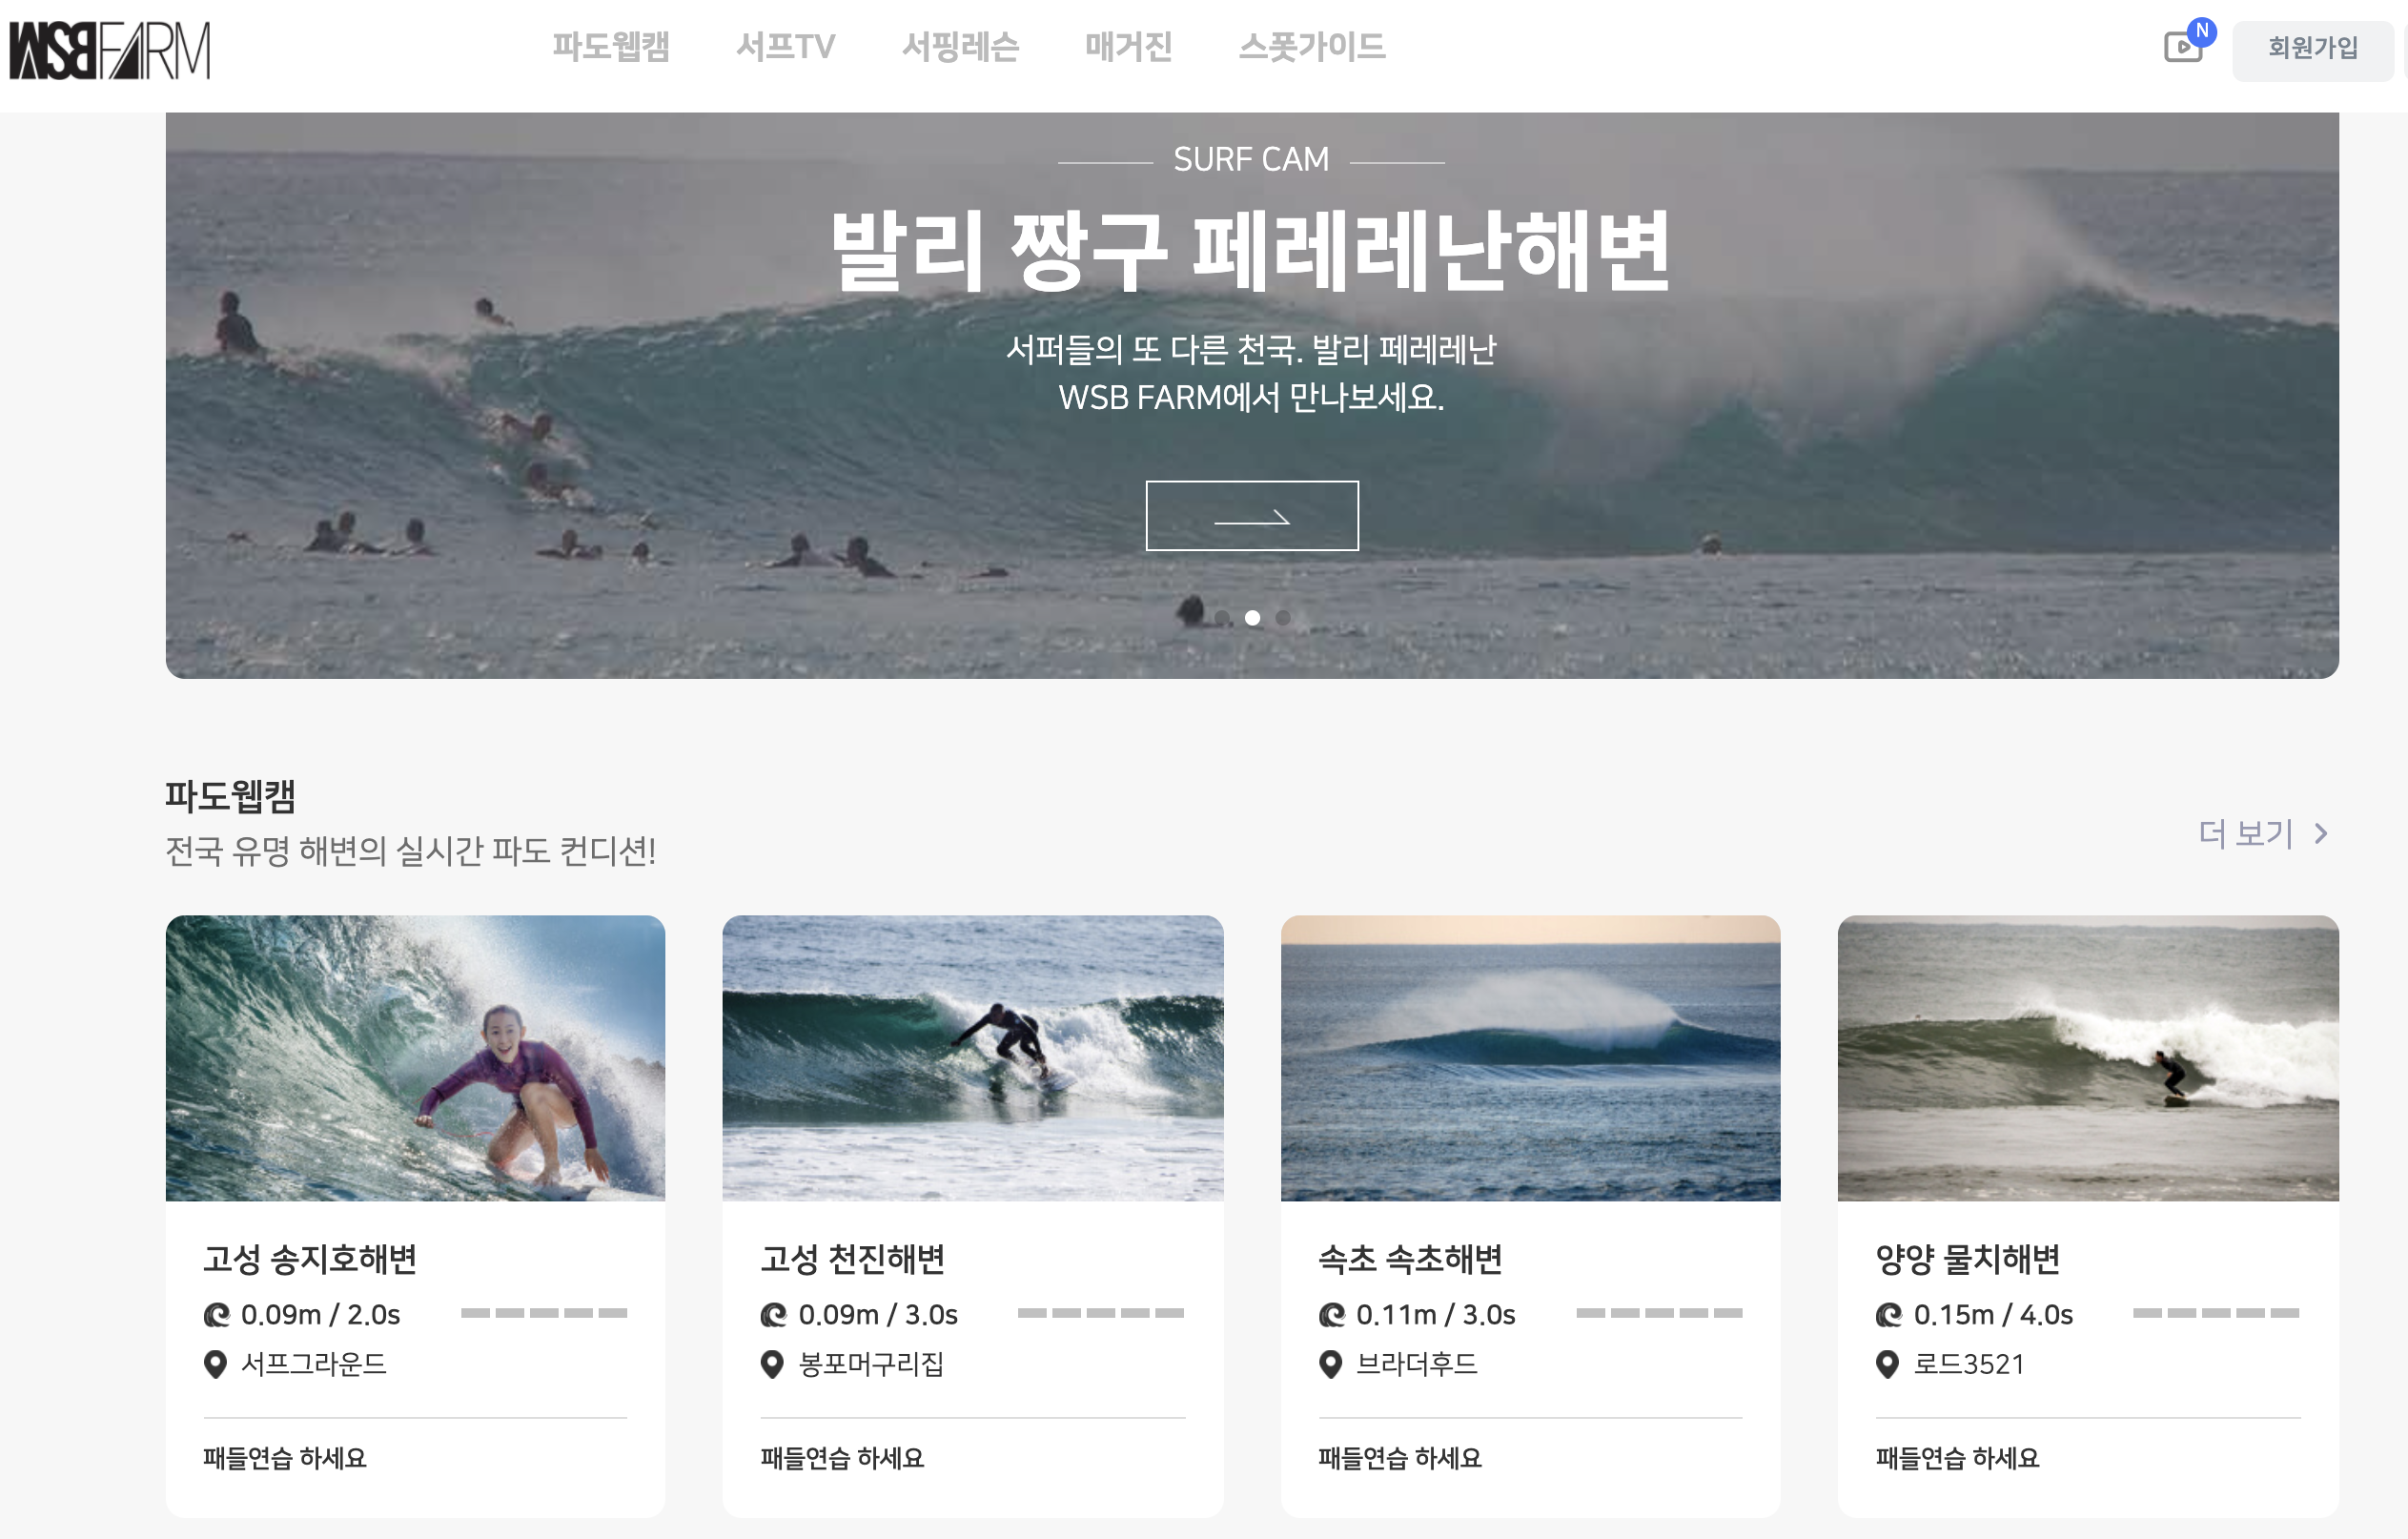 WSBFARM
파도웹캠 서프TV 서핑레슨 매거진 스폿가이드
N
회원가입
SURF CAM
발리 짱구 페레레난해변
서퍼들의 또 다른 천국. 발리 페레레난
WSB FARM에서 만나보세요.
파도웹캠
전국 유명 해변의 실시간 파도 컨디션!
더 보기
고성 송지호해변
0.09m / 2.0s
서프그라운드
패들연습 하세요
고성 천진해변
0.09m / 3.0s
봉포머구리집
패들연습 하세요
속초 속초해변
0.11m / 3.0s
브라더후드
패들연습 하세요
양양 물치해변
0.15m / 4.0s
로드3521
패들연습 하세요